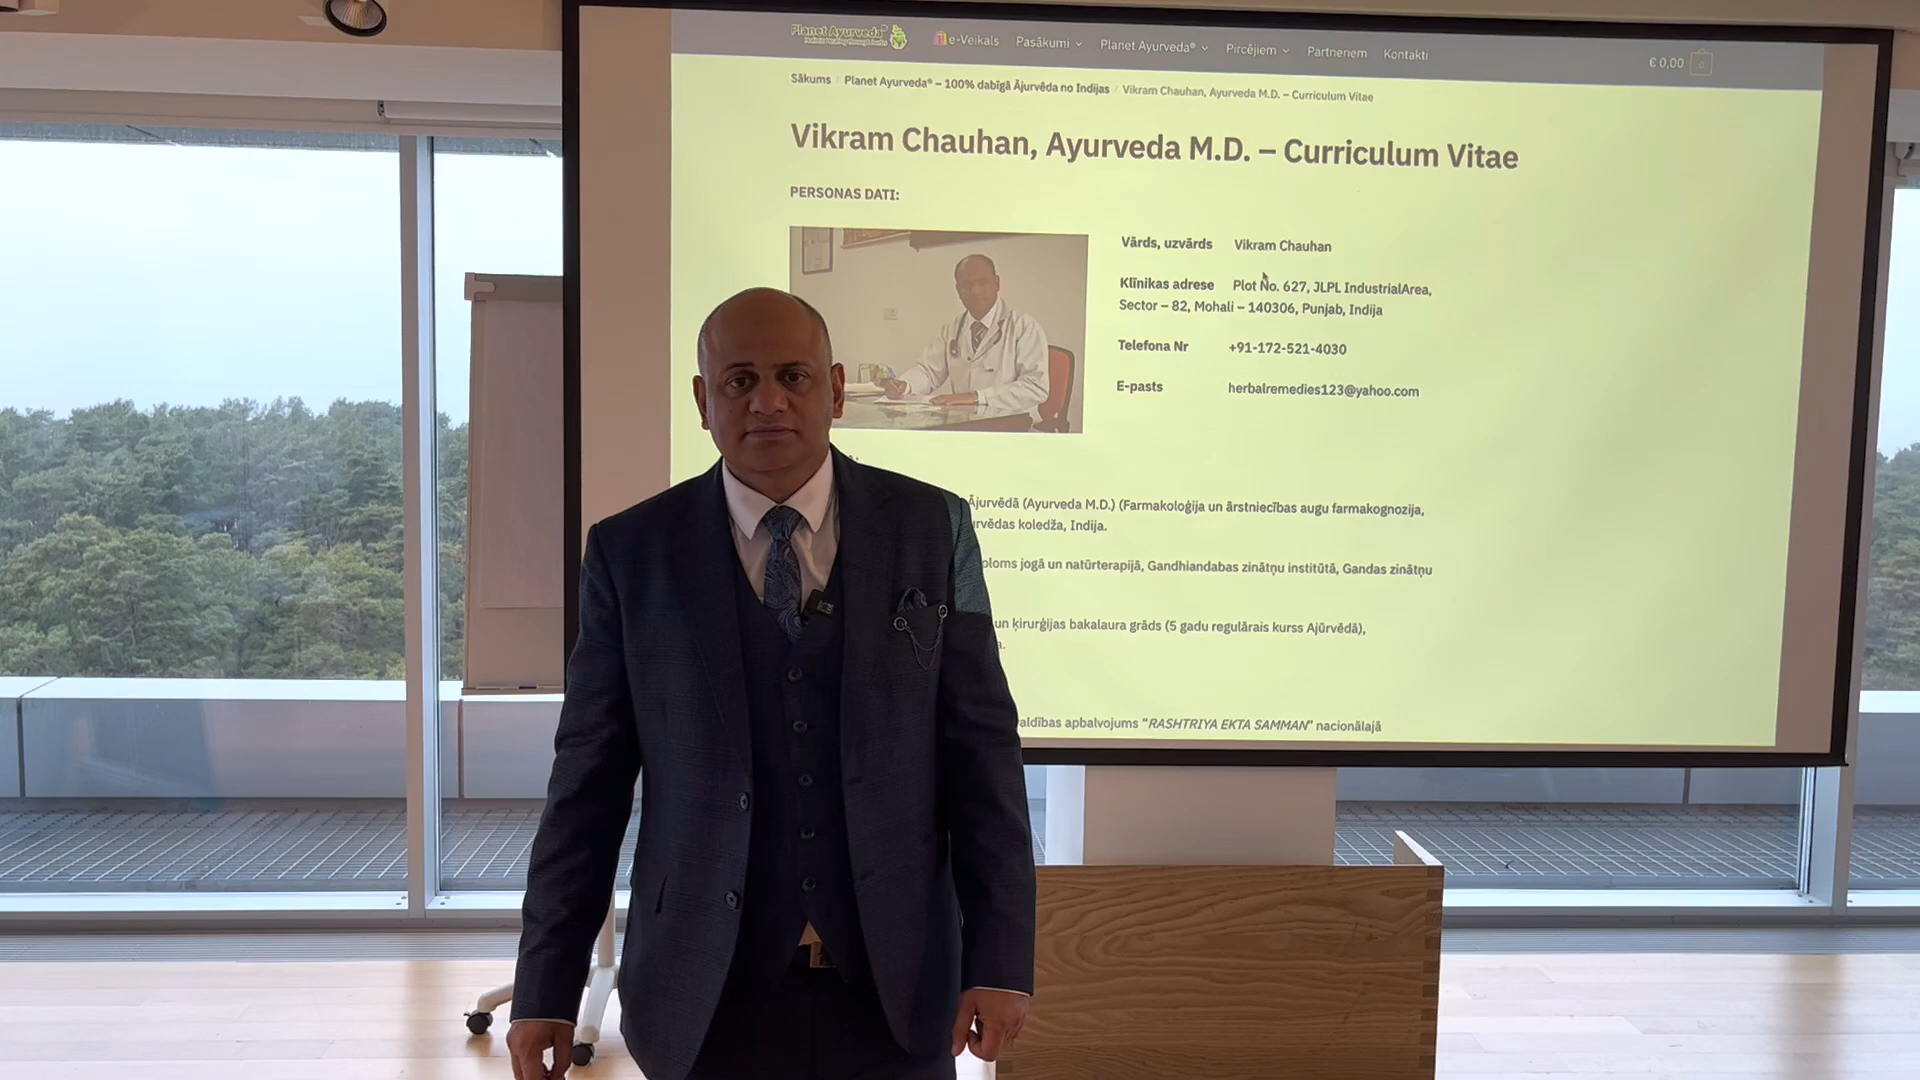 Planet Ayurveda®
e-Veikals Pasākumi Planet Ayurveda® Pircējiem Partneriem Kontakti € 0,00 0
Sākums / Planet Ayurveda® – 100% dabīgā Ājurvēda no Indijas / Vikram Chauhan, Ayurveda M.D. – Curriculum Vitae
Vikram Chauhan, Ayurveda M.D. – Curriculum Vitae
PERSONAS DATI:
Vārds, uzvārds Vikram Chauhan
Klīnikas adrese Plot No. 627, JLPL IndustrialArea,
Sector – 82, Mohali – 140306, Punjab, Indija
Telefona Nr +91-172-521-4030
E-pasts herbalremedies123@yahoo.com
Ājurvēdā (Ayurveda M.D.) (Farmakoloģija un ārstniecības augu farmakognozija,
koledža, Indija.
jogā un natūrterapijā, Gandhiandabas zinātņu institūtā, Gandas zinātņu
un ķirurģijas bakalaura grāds (5 gadu regulārais kurss Ajūrvēdā),
apbalvojums "RASHTRIYA EKTA SAMMAN" nacionālajā